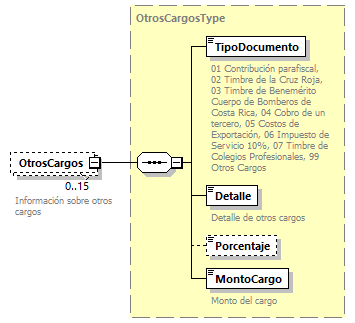 OtrosCargosType
TipoDocumento
01 Contribución parafiscal,
02 Timbre de la Cruz Roja,
03 Timbre de Benemérito
Cuerpo de Bomberos de
Costa Rica, 04 Cobro de un
tercero, 05 Costos de
Exportación, 06 Impuesto de
Servicio 10%, 07 Timbre de
Colegios Profesionales, 99
Otros Cargos
OtrosCargos
0..15
Información sobre otros
cargos
Detalle
Detalle de otros cargos
Porcentaje
MontoCargo
Monto del cargo